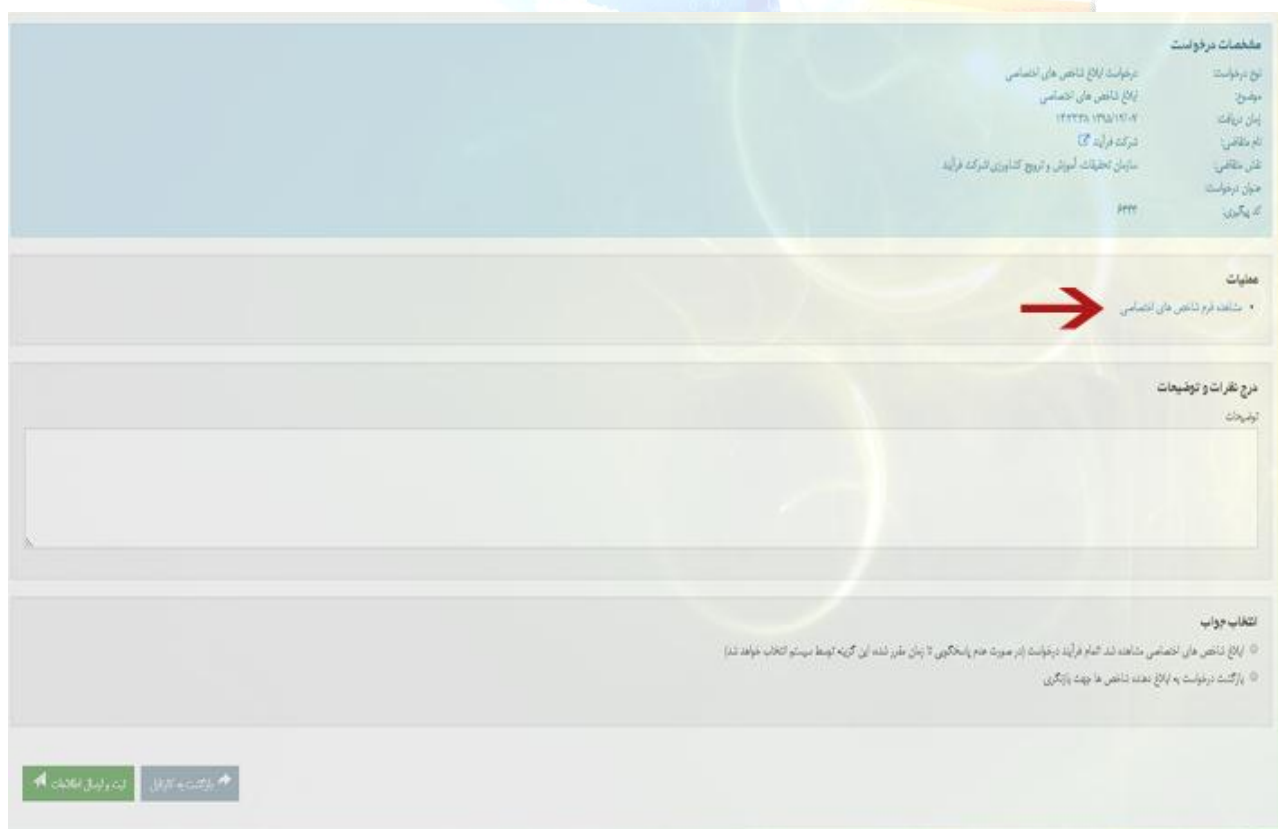 مشخصات درخواست
نوع درخواست: درخواست ابلاغ شاخص های اختصاصی
موضوع: ابلاغ شاخص های اختصاصی
زمان دریافت:
نام متقاضی: شرکت فرآیند
نقش متقاضی: سازمان تحقیقات، آموزش و ترویج کشاورزی/شرکت فرآیند
عنوان درخواست:
کد پیگیری:
عملیات
• مشاهده فرم شاخص های اختصاصی
درج نظرات و توضیحات
توضیحات
انتخاب جواب
ابلاغ شاخص های اختصاصی مشاهده شد. اتمام فرآیند درخواست (در صورت عدم پاسخگویی تا زمان مقرر شده، این گزینه توسط سیستم انتخاب خواهد شد)
بازگشت درخواست به ابلاغ دهنده شاخص ها جهت بازنگری
بازگشت به کارتابل
ثبت و ارسال اطلاعات